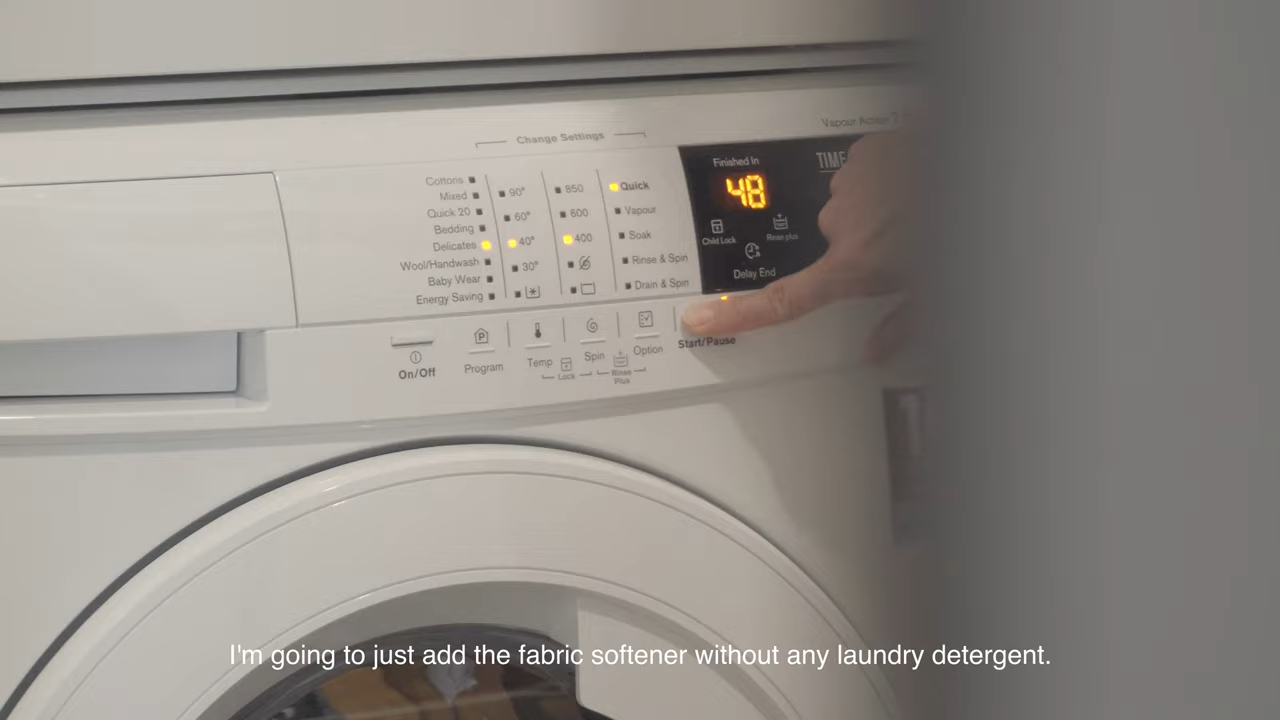 Vapour Action
Change Settings
Finished In
TIME
48
Cottons
Mixed
Quick 20
Bedding
Delicates
Wool/Handwash
Baby Wear
Energy Saving
90°
60°
40°
30°
850
600
400
Quick
Vapour
Soak
Rinse & Spin
Drain & Spin
Child Lock
Rinse plus
Delay End
On/Off
P
Program
Temp
Spin
Option
Start/Pause
Lock
Rinse
Plus
I'm going to just add the fabric softener without any laundry detergent.